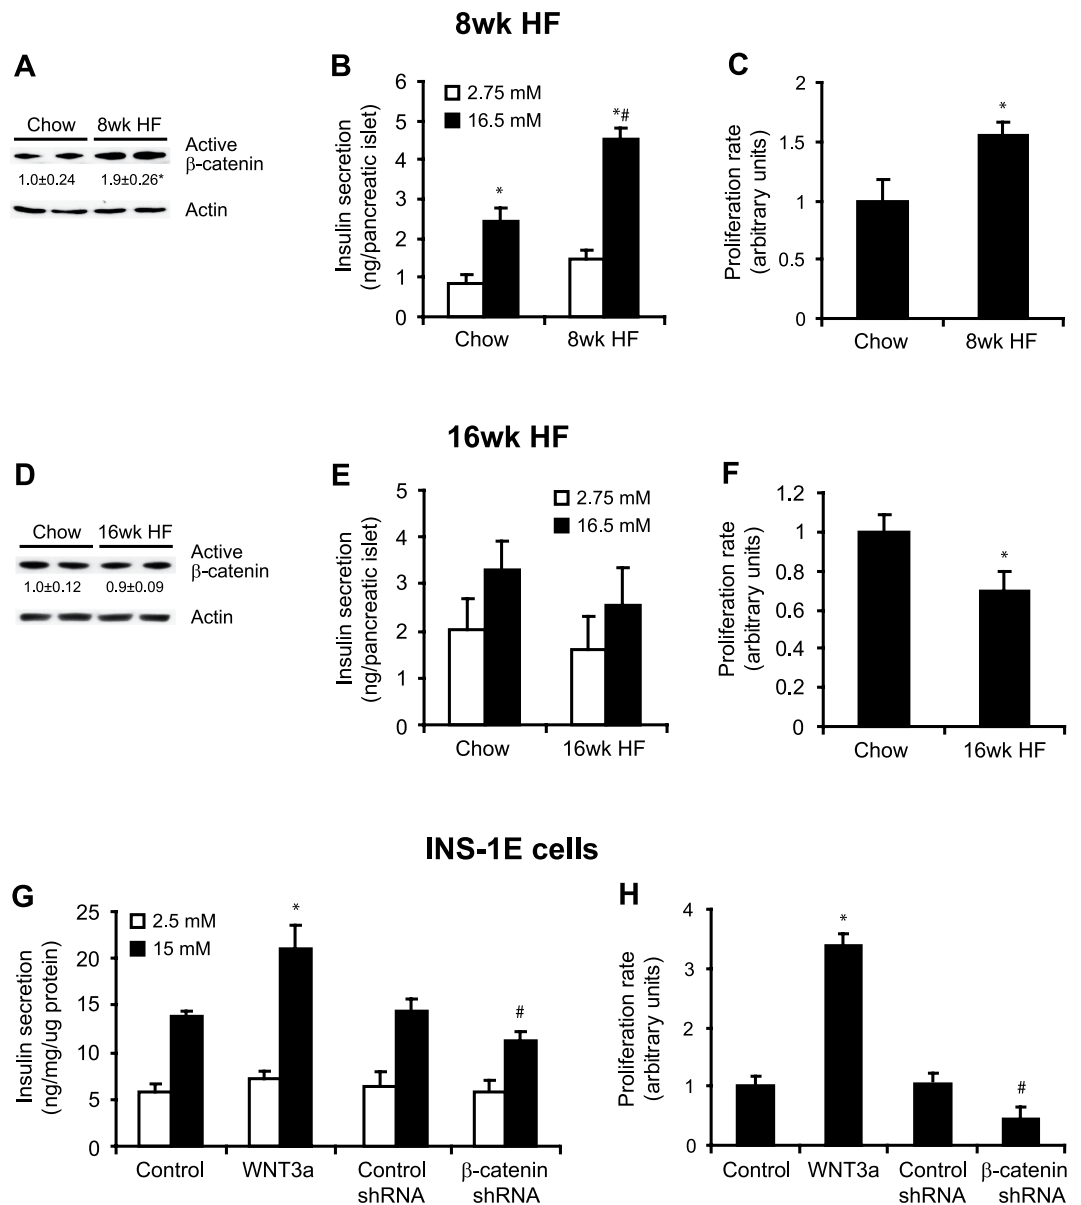 8wk HF
A
Chow 8wk HF
Active
β-catenin
1.0±0.24 1.9±0.26*
Actin
B
Insulin secretion
(ng/pancreatic islet)
6
5
4
3
2
1
0
2.75 mM
16.5 mM
*
*#
Chow 8wk HF
C
Proliferation rate
(arbitrary units)
2
1.5
1
0.5
0
*
Chow 8wk HF
16wk HF
D
Chow 16wk HF
Active
β-catenin
1.0±0.12 0.9±0.09
Actin
E
Insulin secretion
(ng/pancreatic islet)
5
4
3
2
1
0
2.75 mM
16.5 mM
Chow 16wk HF
F
Proliferation rate
(arbitrary units)
1.2
1
0.8
0.6
0.4
0.2
0
*
Chow 16wk HF
INS-1E cells
G
Insulin secretion
(ng/mg/ug protein)
25
20
15
10
5
0
2.5 mM
15 mM
*
#
Control WNT3a Control β-catenin
shRNA shRNA
H
Proliferation rate
(arbitrary units)
4
3
2
1
0
*
#
Control WNT3a Control β-catenin
shRNA shRNA